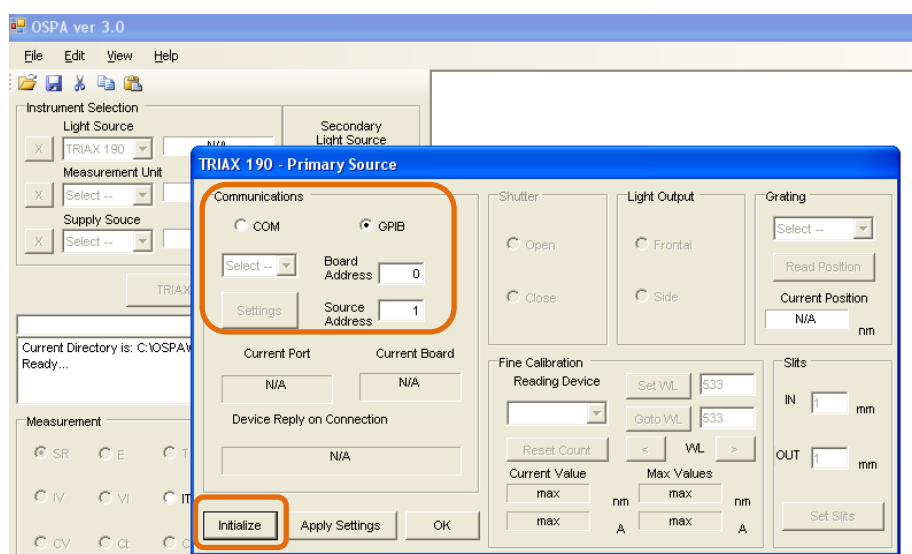 OSPA ver 3.0
File Edit View Help
Instrument Selection
Light Source
X TRIAX 190
Measurement Unit
X Select --
Supply Souce
X Select --
Secondary
Light Source
TRIAX
Current Directory is: C:\OSPA\
Ready...
Measurement
SR E T
IV VI IT
CV Ct
TRIAX 190 - Primary Source
Communications
COM GPIB
Select -- Board
Address 0
Settings Source
Address 1
Current Port Current Board
N/A N/A
Device Reply on Connection
N/A
Initialize Apply Settings OK
Shutter
Open
Close
Light Output
Frontal
Side
Grating
Select --
Read Position
Current Position
N/A
nm
Fine Calibration
Reading Device Set WL 533
Goto WL 533
Reset Count < WL >
Current Value Max Values
max nm max nm
max A max A
Slits
IN 1 mm
OUT 1 mm
Set Slits